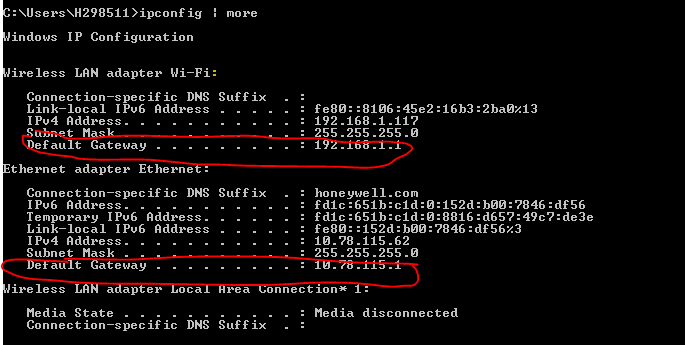 C:\Users\H298511>ipconfig | more
Windows IP Configuration
Wireless LAN adapter Wi-Fi:
Connection-specific DNS Suffix  . :
Link-local IPv6 Address . . . . . : fe80::8106:45e2:16b3:2ba0%13
IPv4 Address. . . . . . . . . . . : 192.168.1.117
Subnet Mask . . . . . . . . . . . : 255.255.255.0
Default Gateway . . . . . . . . . : 192.168.1.1
Ethernet adapter Ethernet:
Connection-specific DNS Suffix  . : honeywell.com
IPv6 Address. . . . . . . . . . . : fd1c:651b:c1d:0:152d:b00:7846:df56
Temporary IPv6 Address. . . . . . : fd1c:651b:c1d:0:8816:d657:49c7:de3e
Link-local IPv6 Address . . . . . : fe80::152d:b00:7846:df56%3
IPv4 Address. . . . . . . . . . . : 10.78.115.62
Subnet Mask . . . . . . . . . . . : 255.255.255.0
Default Gateway . . . . . . . . . : 10.78.115.1
Wireless LAN adapter Local Area Connection* 1:
Media State . . . . . . . . . . . : Media disconnected
Connection-specific DNS Suffix  . :